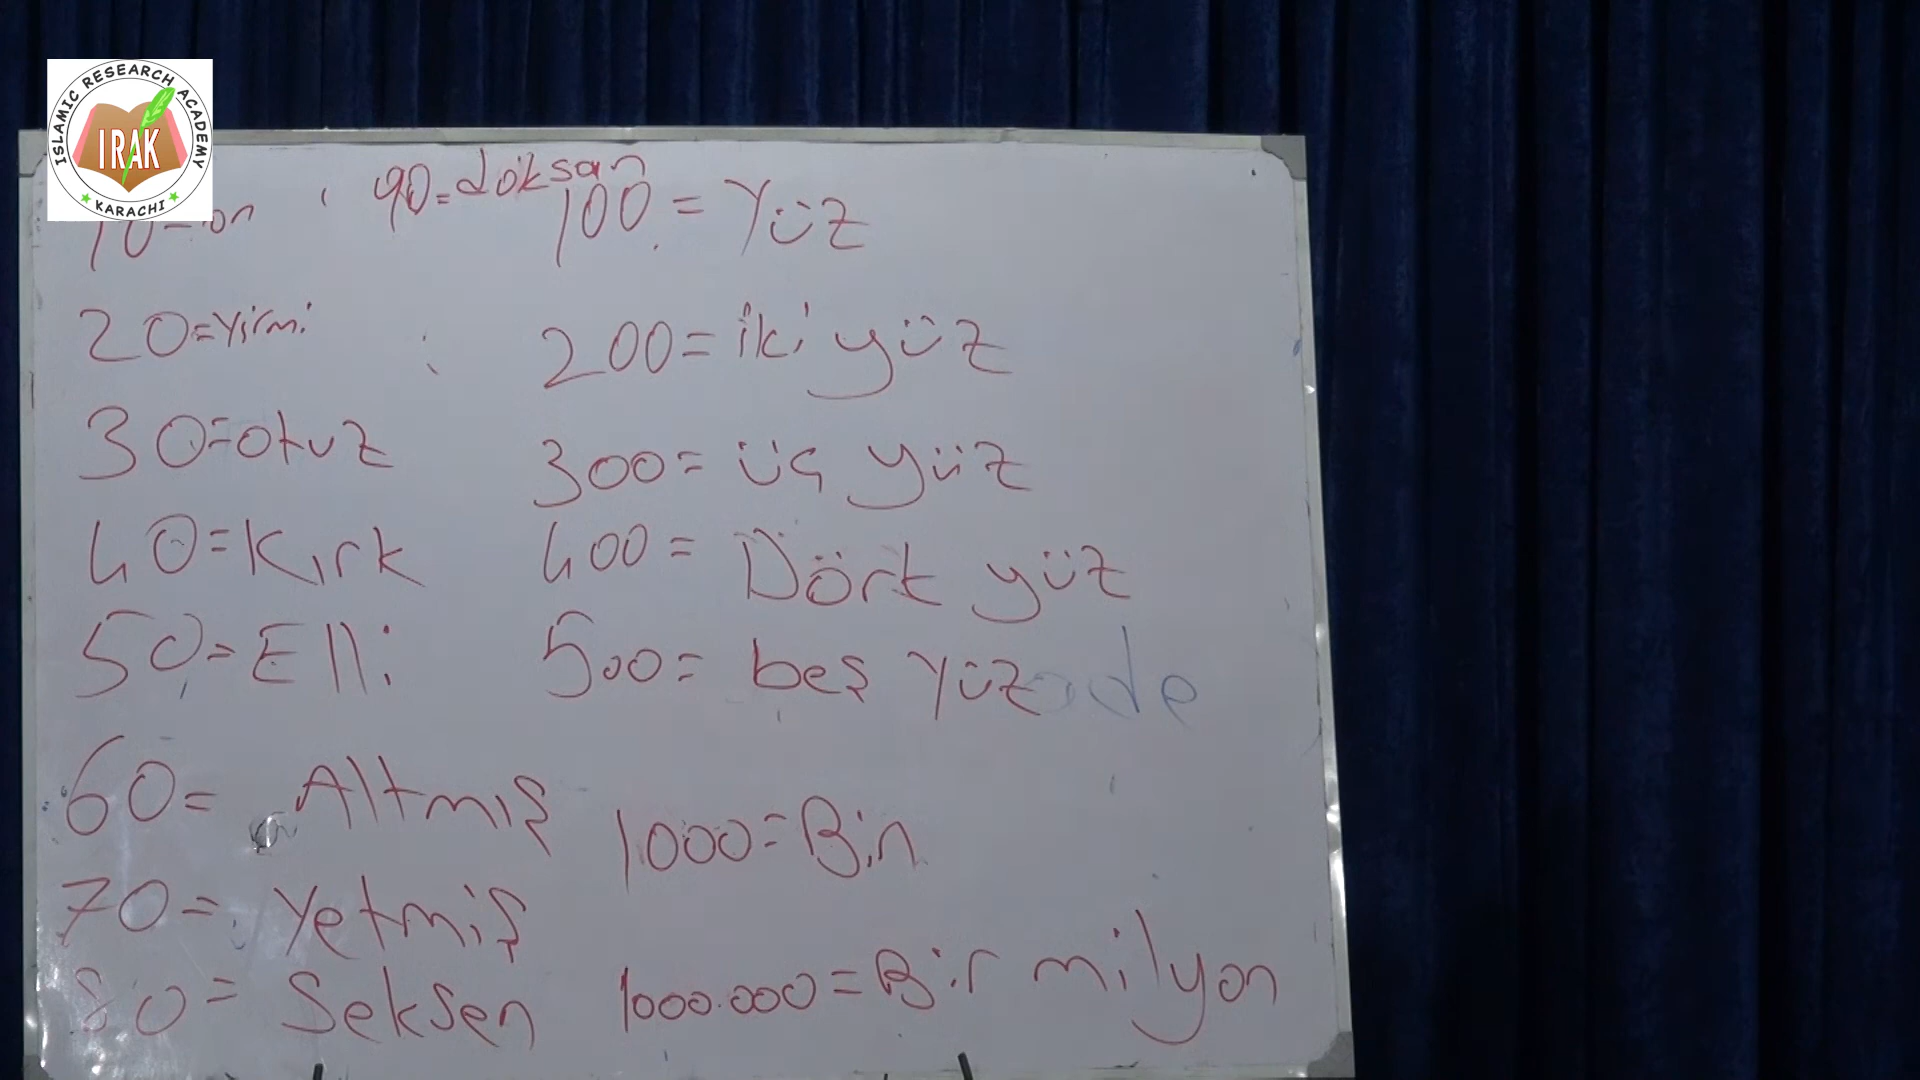 ISLAMIC RESEARCH ACADEMY
IRAK
KARACHI
10=on
90=doksan
100 = Yüz
20=Yirmi
200= iki yüz
30=otuz
300= üç yüz
40=Kırk
400= Dört yüz
50=Elli
500= beş yüz
60= Altmış
1000=Bin
70= Yetmiş
80= Seksen
1000.000=Bir milyon